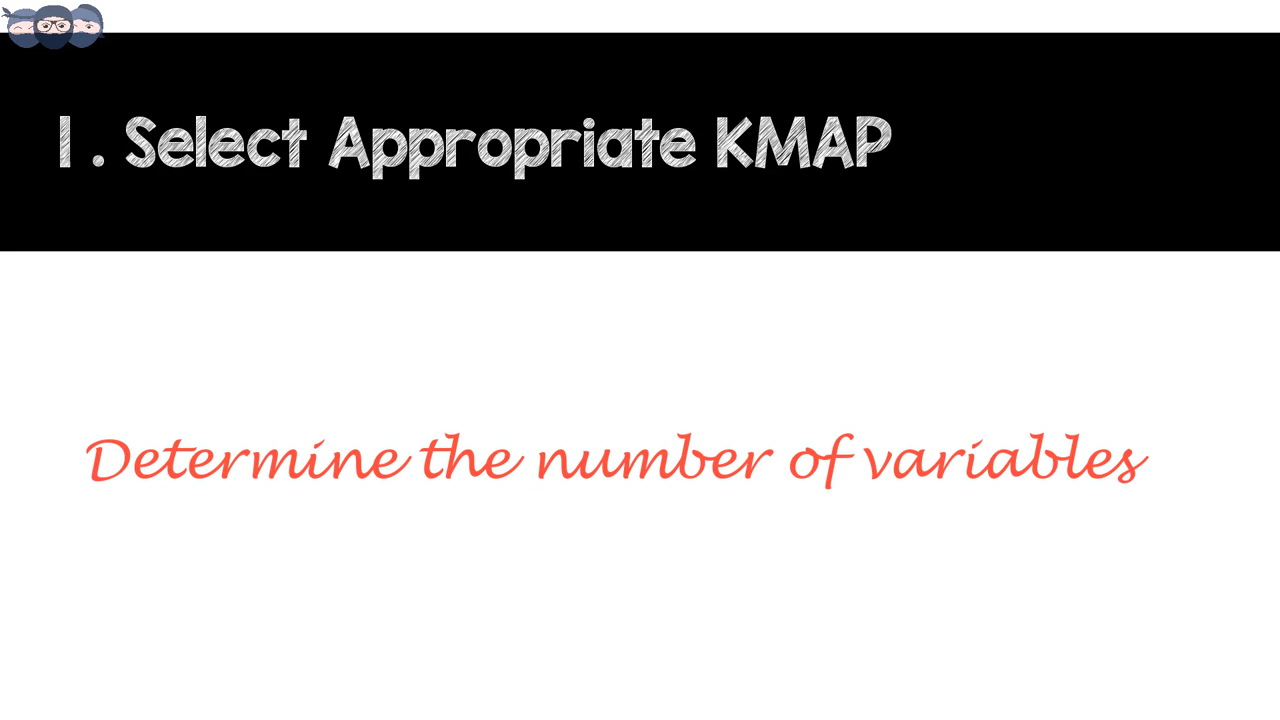 1. Select Appropriate KMAP
Determine the number of variables